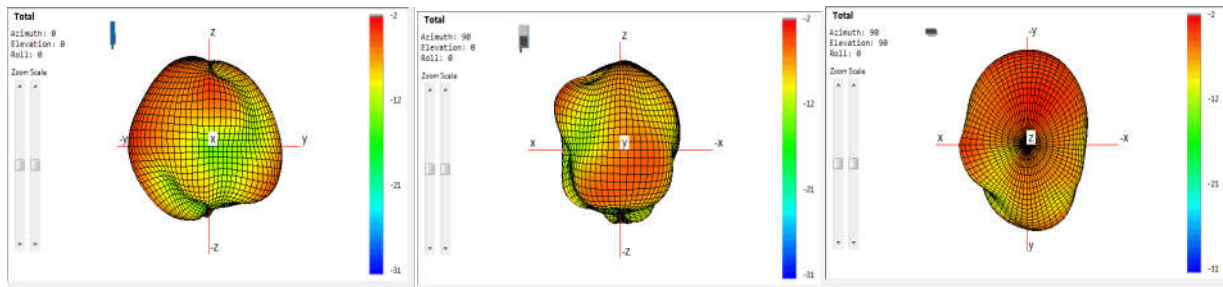 Total
Azimuth: 0
Elevation: 0
Roll: 0
Zoom Scale
z
-y
x
y
-z
-2
-12
-21
-31
Total
Azimuth: 90
Elevation: 0
Roll: 0
Zoom Scale
z
x
y
-x
-z
-2
-12
-21
-31
Total
Azimuth: 90
Elevation: 90
Roll: 0
Zoom Scale
-y
x
z
-x
y
-2
-12
-21
-31